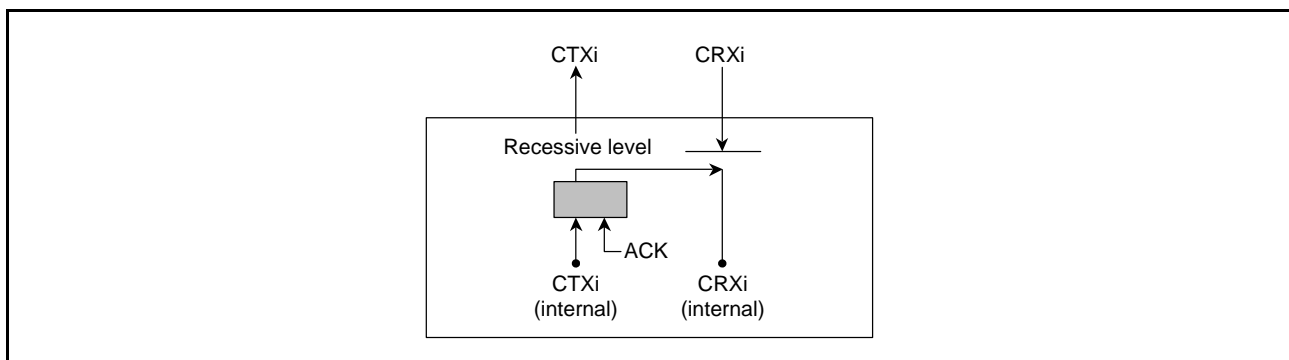 CTXi
CRXi
Recessive level
ACK
CTXi
(internal)
CRXi
(internal)